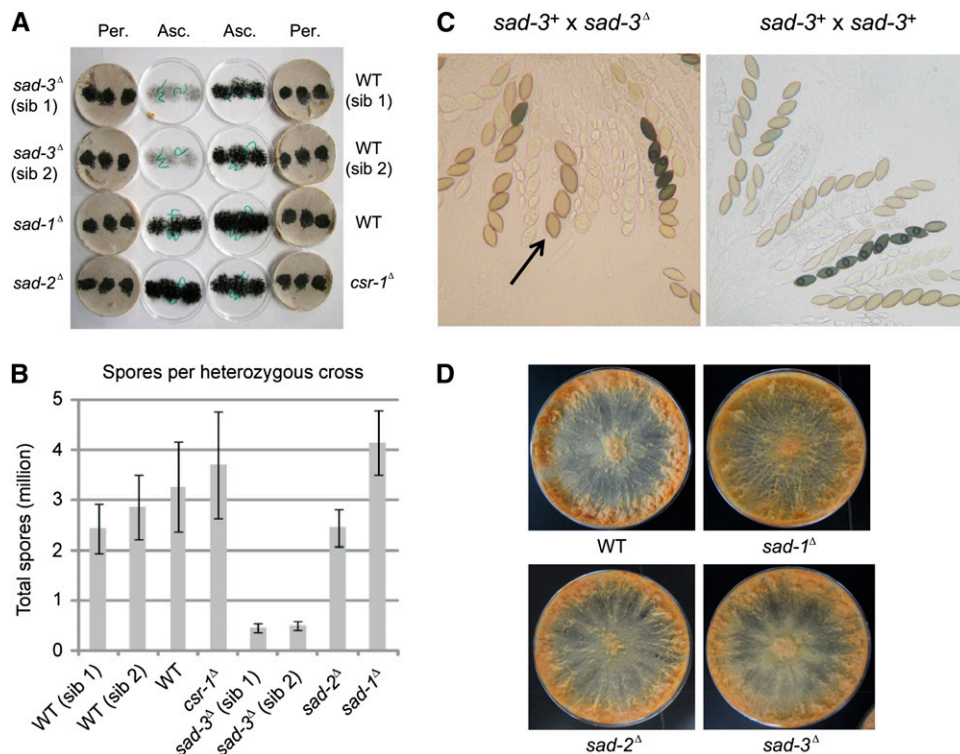 A
Per. Asc. Asc. Per.
sad-3Δ
(sib 1)
WT
(sib 1)
sad-3Δ
(sib 2)
WT
(sib 2)
sad-1Δ
WT
sad-2Δ
csr-1Δ
B
Spores per heterozygous cross
Total spores (million)
5
4
3
2
1
0
WT (sib 1)
WT (sib 2)
WT
csr-1Δ
sad-3Δ (sib 1)
sad-3Δ (sib 2)
sad-2Δ
sad-1Δ
C
sad-3+ x sad-3Δ
sad-3+ x sad-3+
D
WT
sad-1Δ
sad-2Δ
sad-3Δ